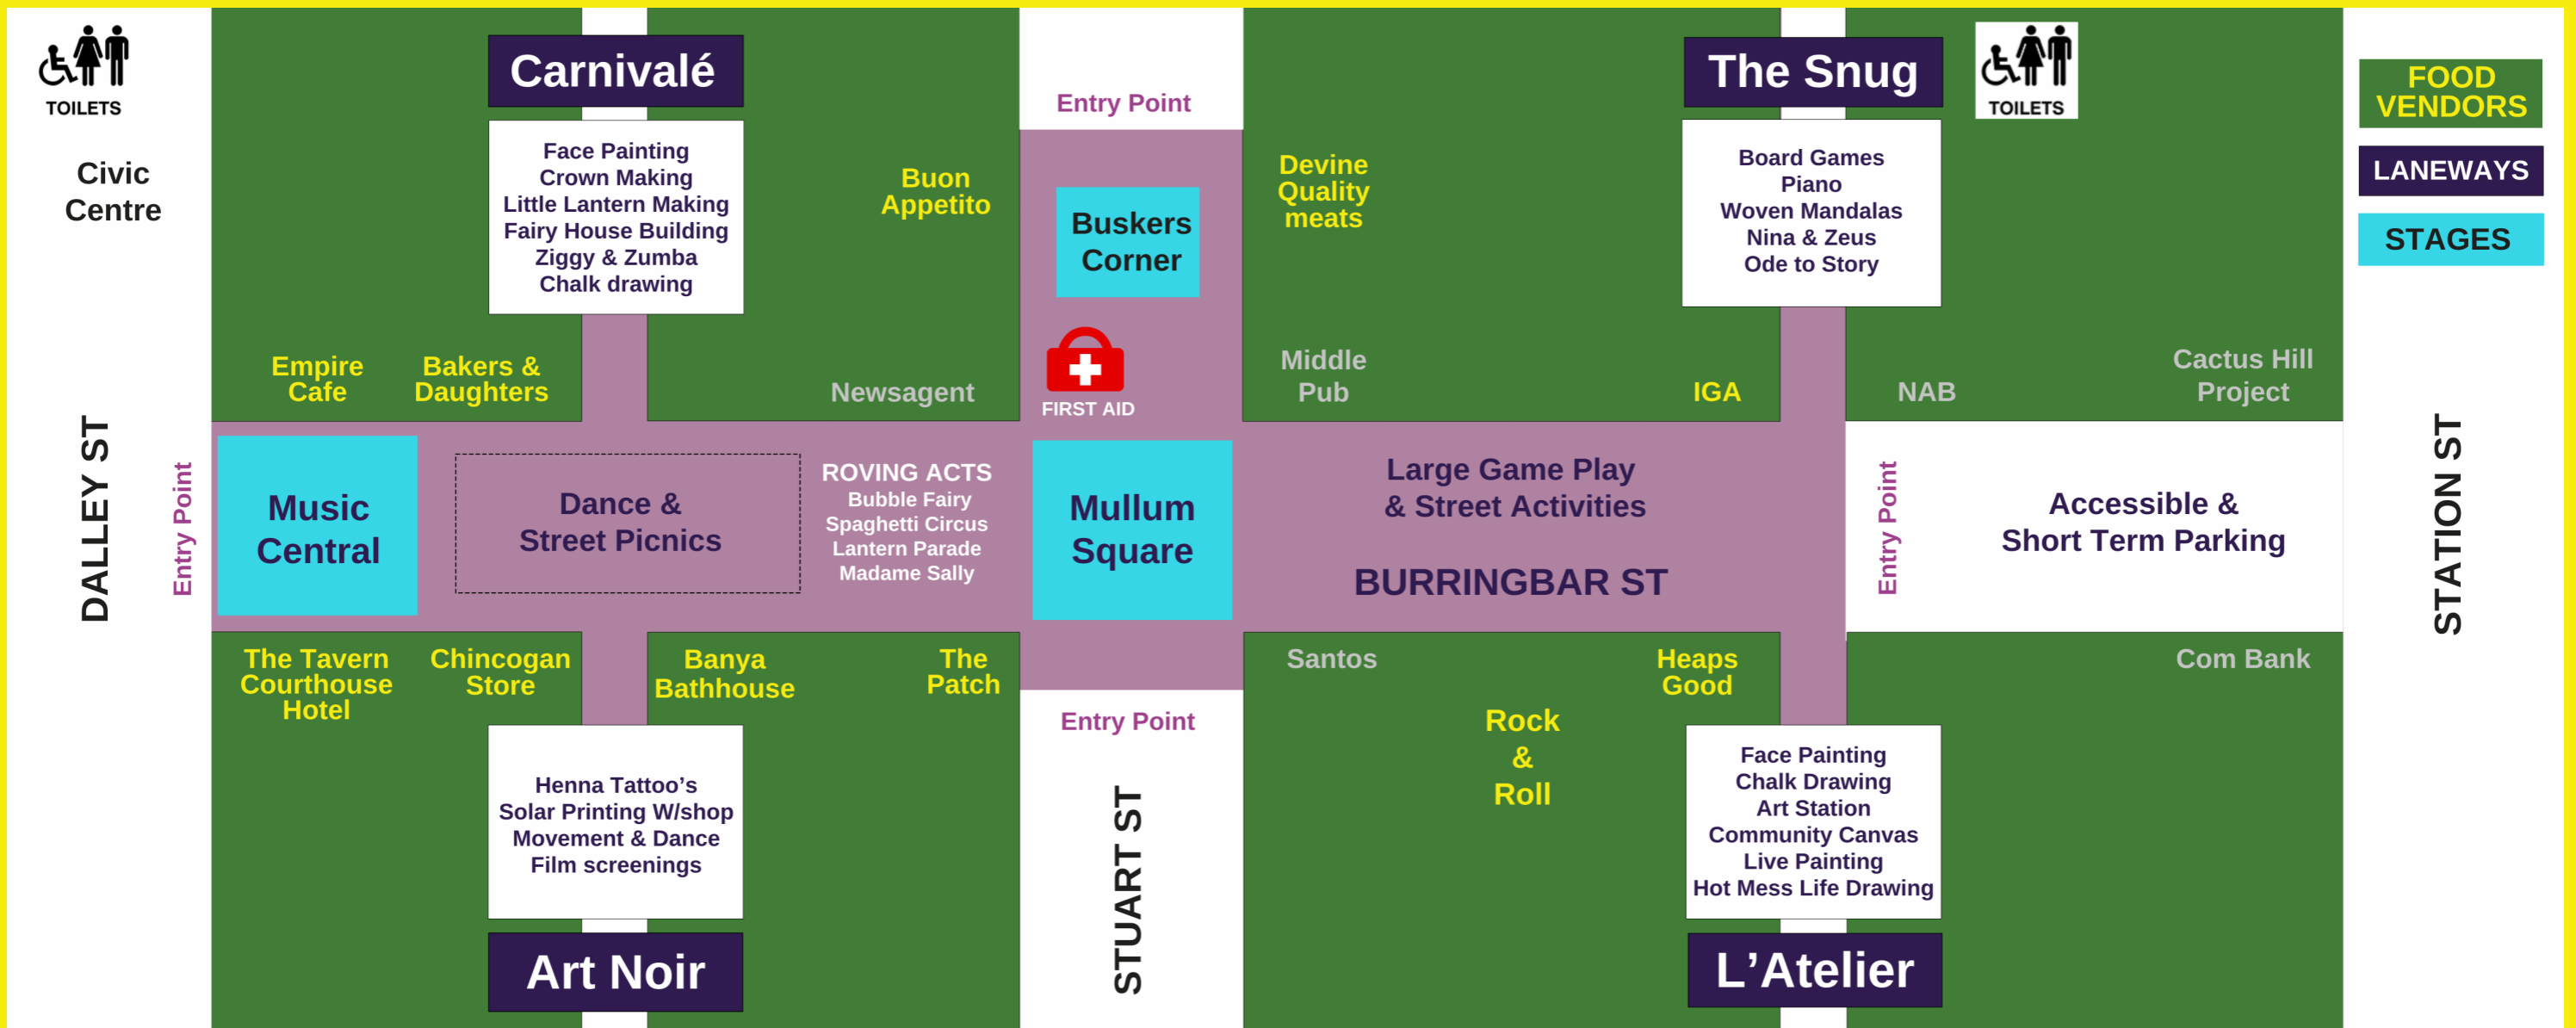 TOILETS
Civic
Centre
DALLEY ST
Entry Point
Carnivalé
Face Painting
Crown Making
Little Lantern Making
Fairy House Building
Ziggy & Zumba
Chalk drawing
Empire
Cafe
Bakers &
Daughters
Buon
Appetito
Newsagent
Entry Point
Buskers
Corner
FIRST AID
Devine
Quality
meats
Middle
Pub
IGA
The Snug
Board Games
Piano
Woven Mandalas
Nina & Zeus
Ode to Story
TOILETS
NAB
Cactus Hill
Project
FOOD
VENDORS
LANEWAYS
STAGES
Music
Central
Dance &
Street Picnics
ROVING ACTS
Bubble Fairy
Spaghetti Circus
Lantern Parade
Madame Sally
Mullum
Square
Large Game Play
& Street Activities
BURRINGBAR ST
Entry Point
Accessible &
Short Term Parking
STATION ST
The Tavern
Courthouse
Hotel
Chincogan
Store
Banya
Bathhouse
The
Patch
Henna Tattoo’s
Solar Printing W/shop
Movement & Dance
Film screenings
Art Noir
Entry Point
STUART ST
Santos
Rock
&
Roll
Heaps
Good
Com Bank
Face Painting
Chalk Drawing
Art Station
Community Canvas
Live Painting
Hot Mess Life Drawing
L’Atelier